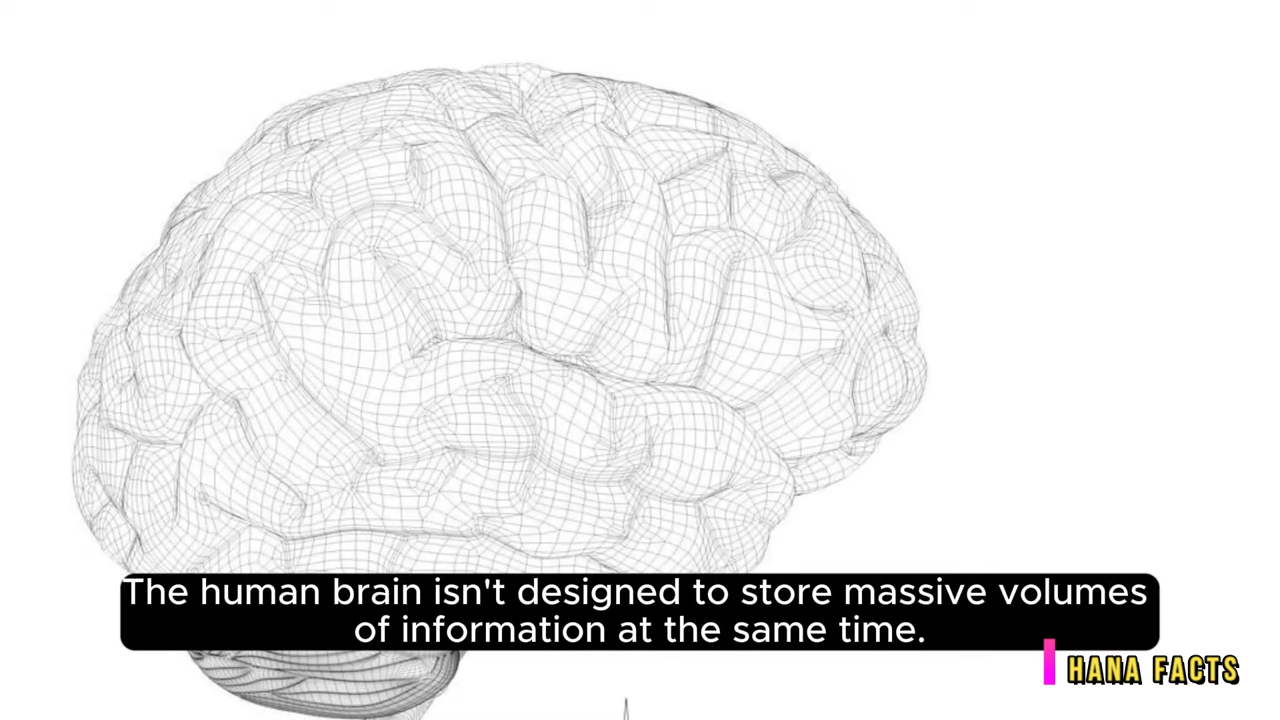 The human brain isn't designed to store massive volumes
of information at the same time.
HANA FACTS